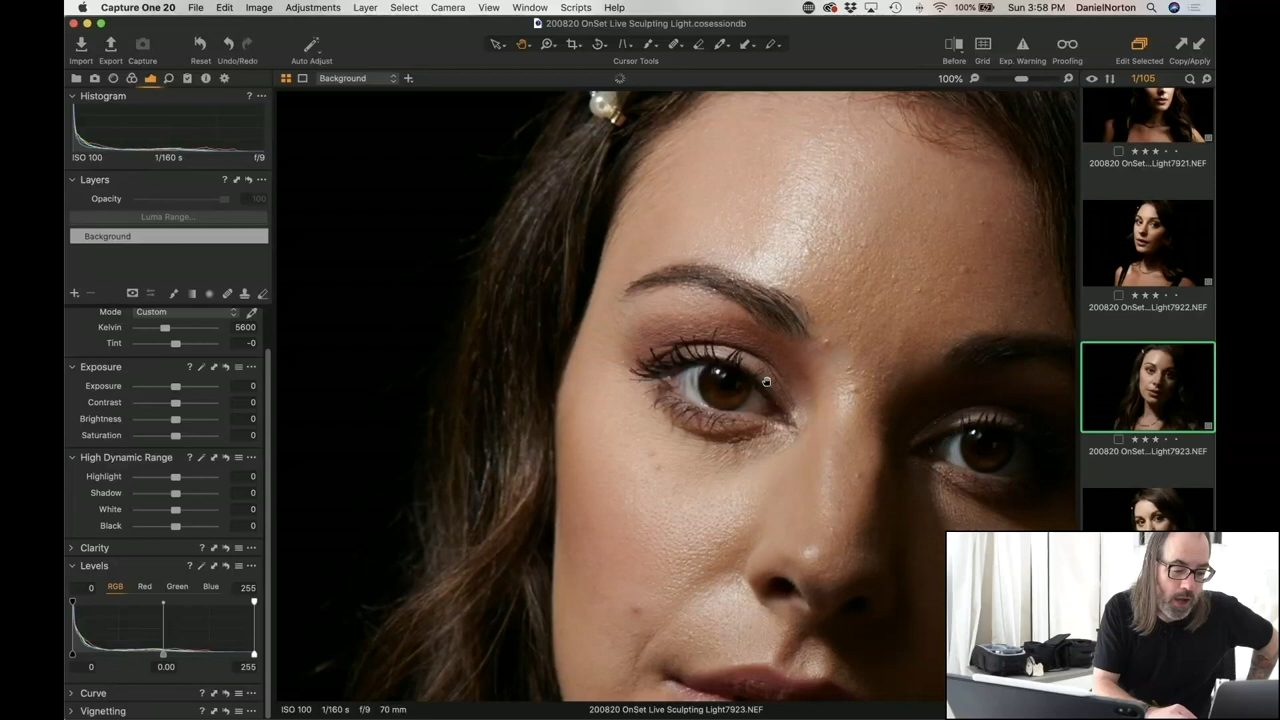 Capture One 20 File Edit Image Adjustments Layer Select Camera View Window Scripts Help 100% Sun 3:58 PM DanielNorton
200820 OnSet Live Sculpting Light.cosessiondb
Import Export Capture Reset Undo/Redo Auto Adjust Cursor Tools Before Grid Exp. Warning Proofing Edit Selected Copy/Apply
Background 100% 1/105
Histogram
ISO 100 1/160 s f/9
Layers
Opacity 100
Luma Range...
Background
Mode Custom
Kelvin 5600
Tint -0
Exposure
Exposure 0
Contrast 0
Brightness 0
Saturation 0
High Dynamic Range
Highlight 0
Shadow 0
White 0
Black 0
Clarity
Levels
0 RGB Red Green Blue 255
0 0.00 255
Curve
Vignetting
200820 OnSet...Light7921.NEF
200820 OnSet...Light7922.NEF
200820 OnSet...Light7923.NEF
ISO 100 1/160 s f/9 70 mm 200820 OnSet Live Sculpting Light7923.NEF